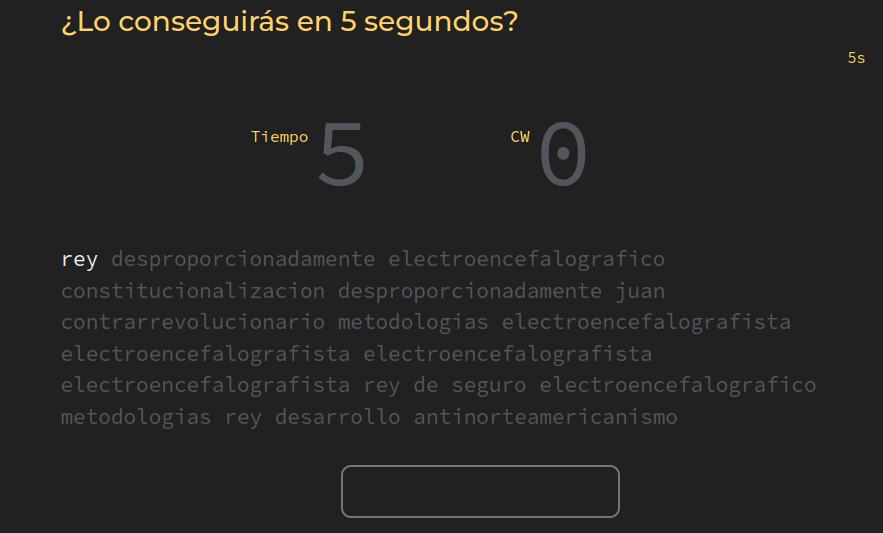 ¿Lo conseguirás en 5 segundos?
5s
Tiempo 5 CW 0
rey desproporcionadamente electroencefalografico
constitucionalizacion desproporcionadamente juan
contrarrevolucionario metodologias electroencefalografista
electroencefalografista electroencefalografista
electroencefalografista rey de seguro electroencefalografico
metodologias rey desarrollo antinorteamericanismo